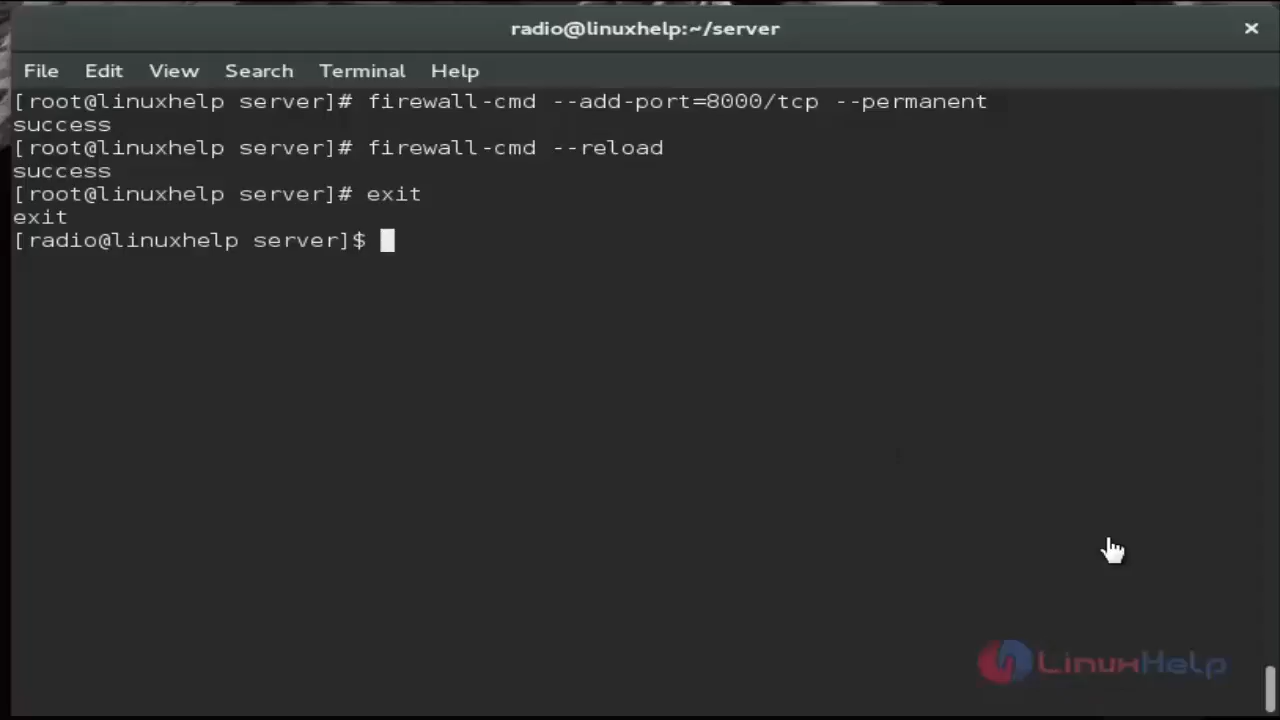 radio@linuxhelp:~/server
File Edit View Search Terminal Help
[root@linuxhelp server]# firewall-cmd --add-port=8000/tcp --permanent
success
[root@linuxhelp server]# firewall-cmd --reload
success
[root@linuxhelp server]# exit
exit
[radio@linuxhelp server]$
LinuxHelp